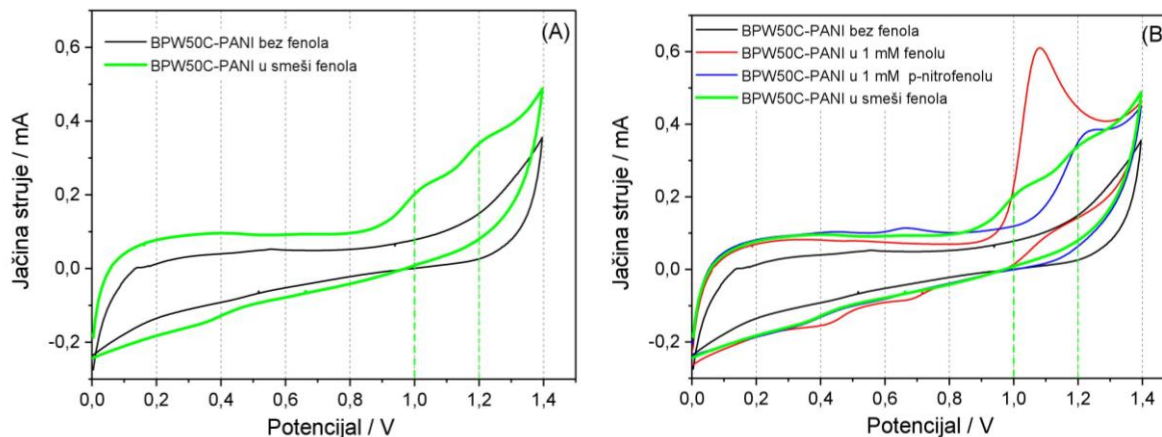 (A)
BPW50C-PANI bez fenola
BPW50C-PANI u smeši fenola
0,6
0,4
0,2
0,0
-0,2
Jačina struje / mA
0,0 0,2 0,4 0,6 0,8 1,0 1,2 1,4
Potencijal / V
(B)
BPW50C-PANI bez fenola
BPW50C-PANI u 1 mM fenolu
BPW50C-PANI u 1 mM p-nitrofenolu
BPW50C-PANI u smeši fenola
0,6
0,4
0,2
0,0
-0,2
Jačina struje / mA
0,0 0,2 0,4 0,6 0,8 1,0 1,2 1,4
Potencijal / V